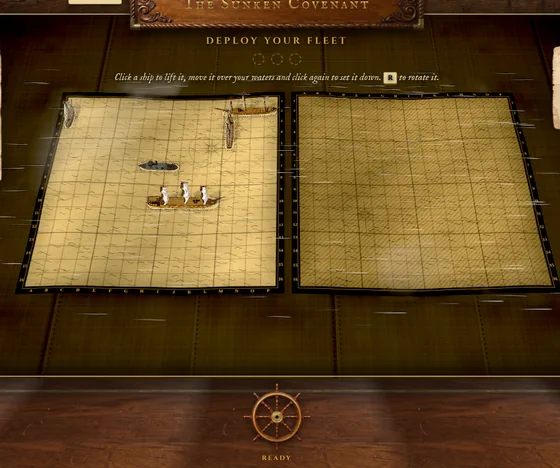 The Sunken Covenant
DEPLOY YOUR FLEET
Click a ship to lift it, move it over your waters and click again to set it down. R to rotate it.
READY